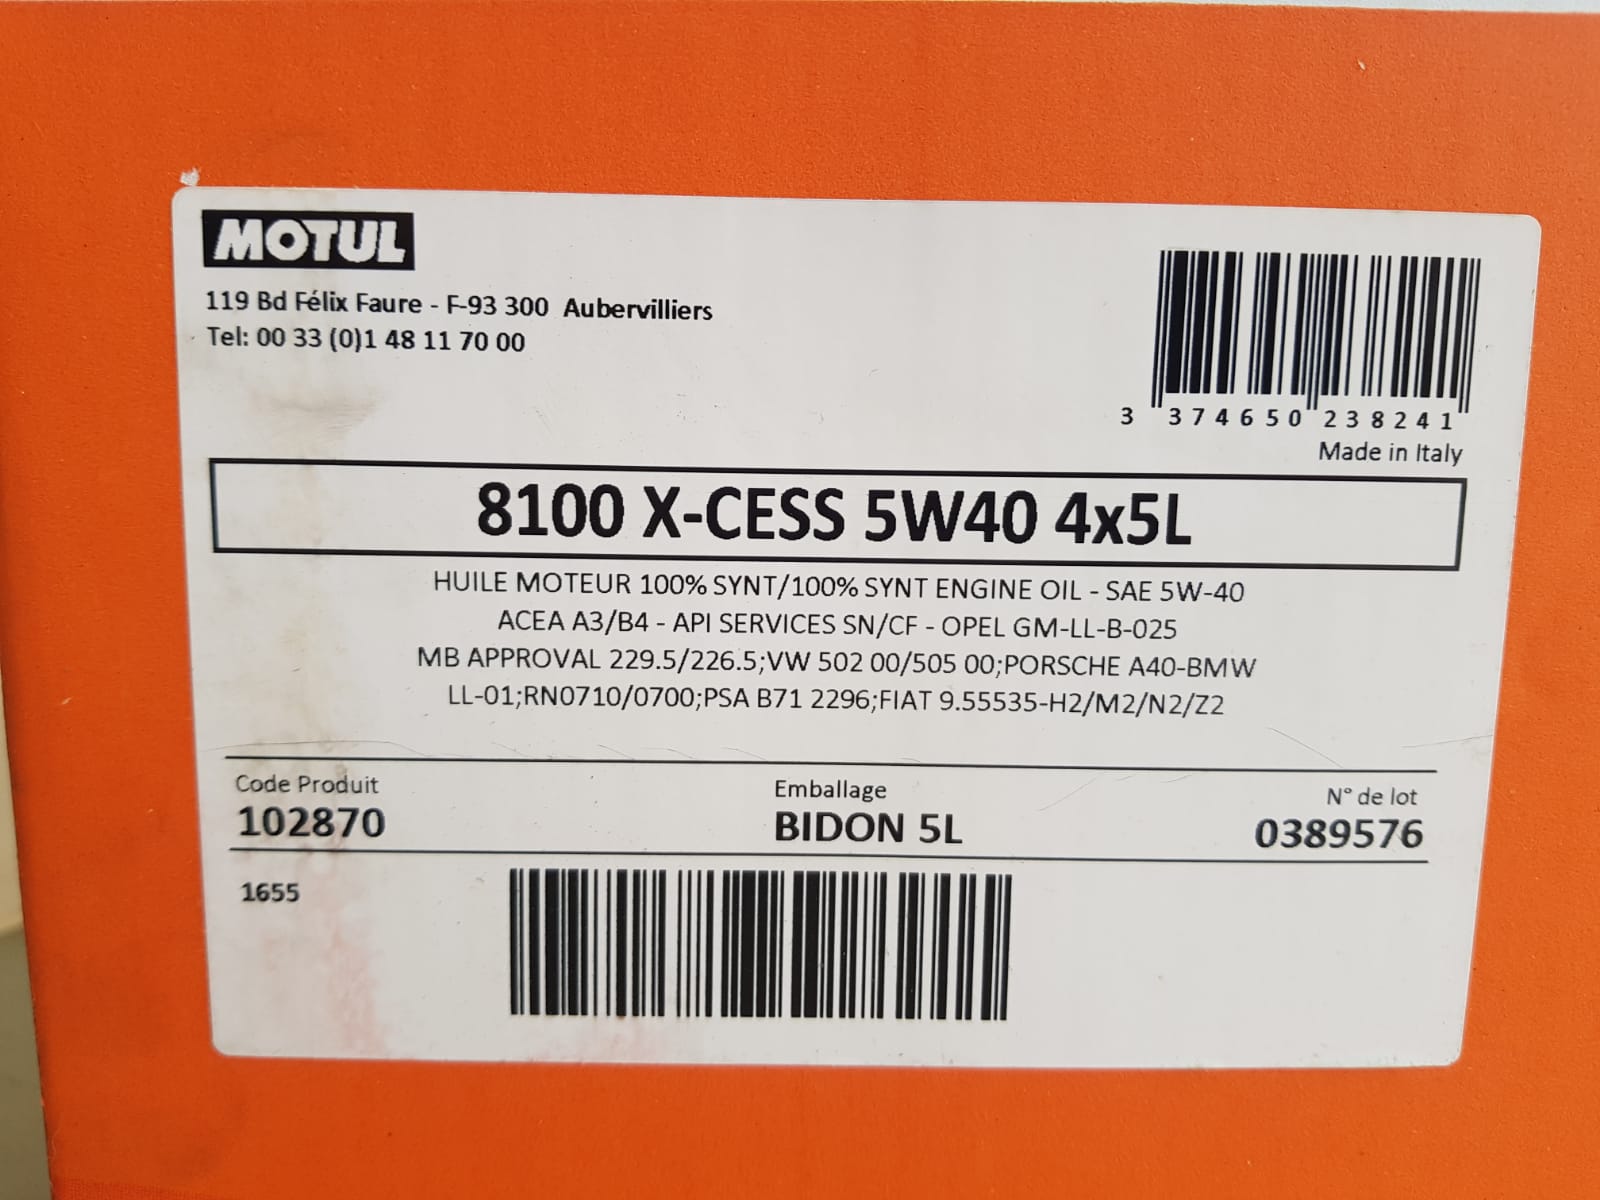 MOTUL
119 Bd Félix Faure - F-93 300 Aubervilliers
Tel: 00 33 (0)1 48 11 70 00
3 374650 238241
Made in Italy
8100 X-CESS 5W40 4x5L
HUILE MOTEUR 100% SYNT/100% SYNT ENGINE OIL - SAE 5W-40
ACEA A3/B4 - API SERVICES SN/CF - OPEL GM-LL-B-025
MB APPROVAL 229.5/226.5;VW 502 00/505 00;PORSCHE A40-BMW
LL-01;RN0710/0700;PSA B71 2296;FIAT 9.55535-H2/M2/N2/Z2
Code Produit
102870
Emballage
BIDON 5L
N° de lot
0389576
1655